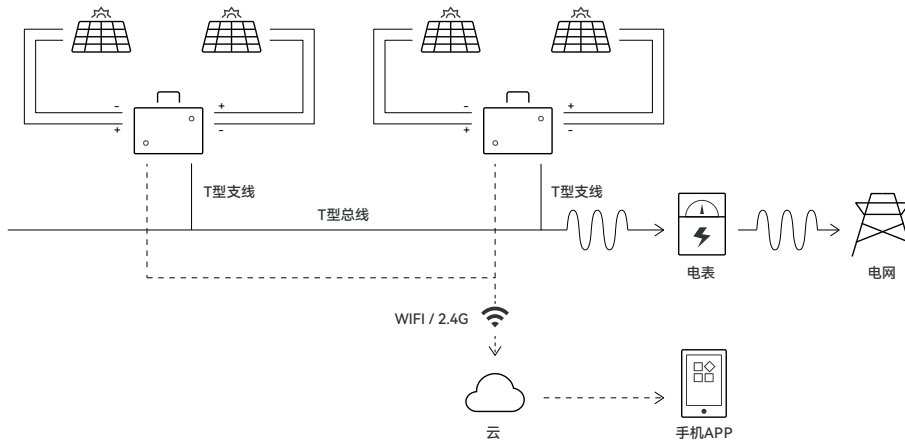 - +
+ -
- +
+ -
T型支线
T型支线
T型总线
电表
电网
WIFI / 2.4G
云
手机APP